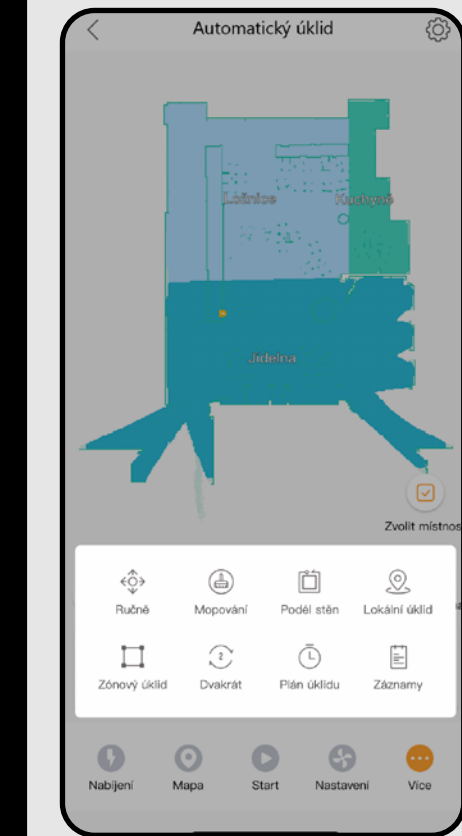 Automatický úklid
Ložnice
Kuchyně
Jídelna
Zvolit místnos
Ručně
Mopování
Podél stěn
Lokální úklid
Zónový úklid
2
Dvakrát
Plán úklidu
Záznamy
Nabíjení
Mapa
Start
Nastavení
Více